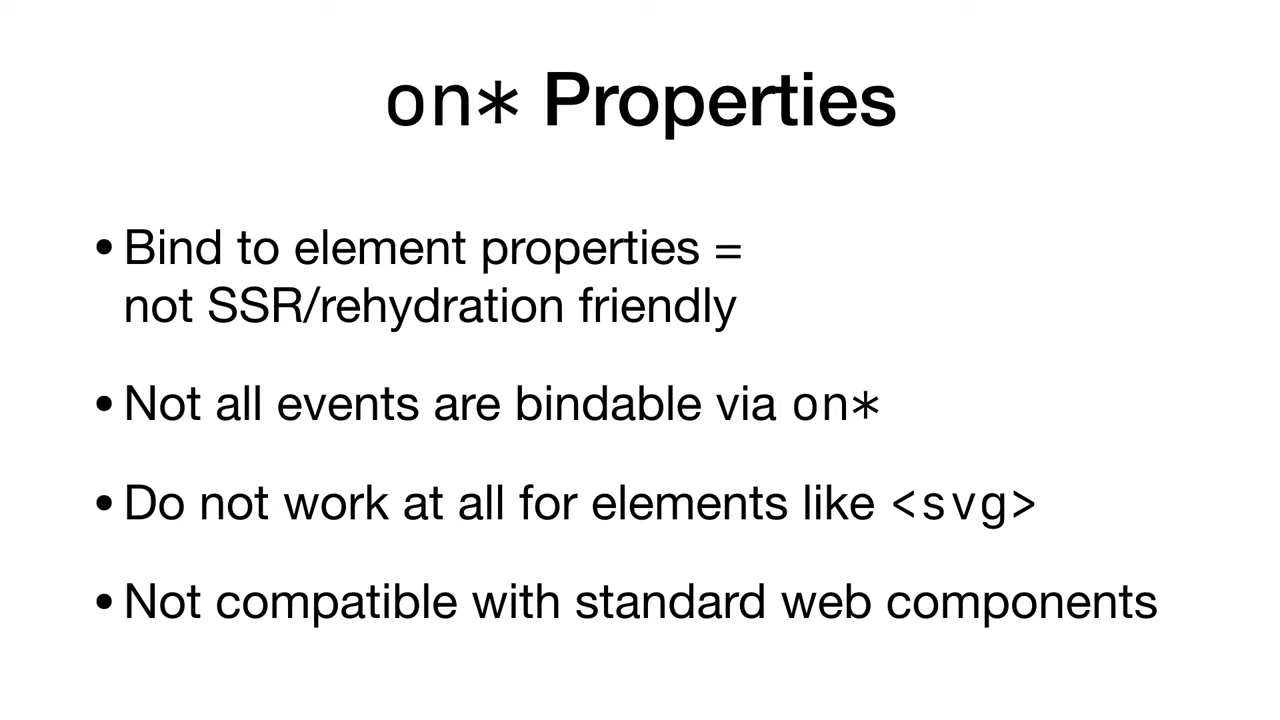 on* Properties
• Bind to element properties =
not SSR/rehydration friendly
• Not all events are bindable via on*
• Do not work at all for elements like <svg>
• Not compatible with standard web components